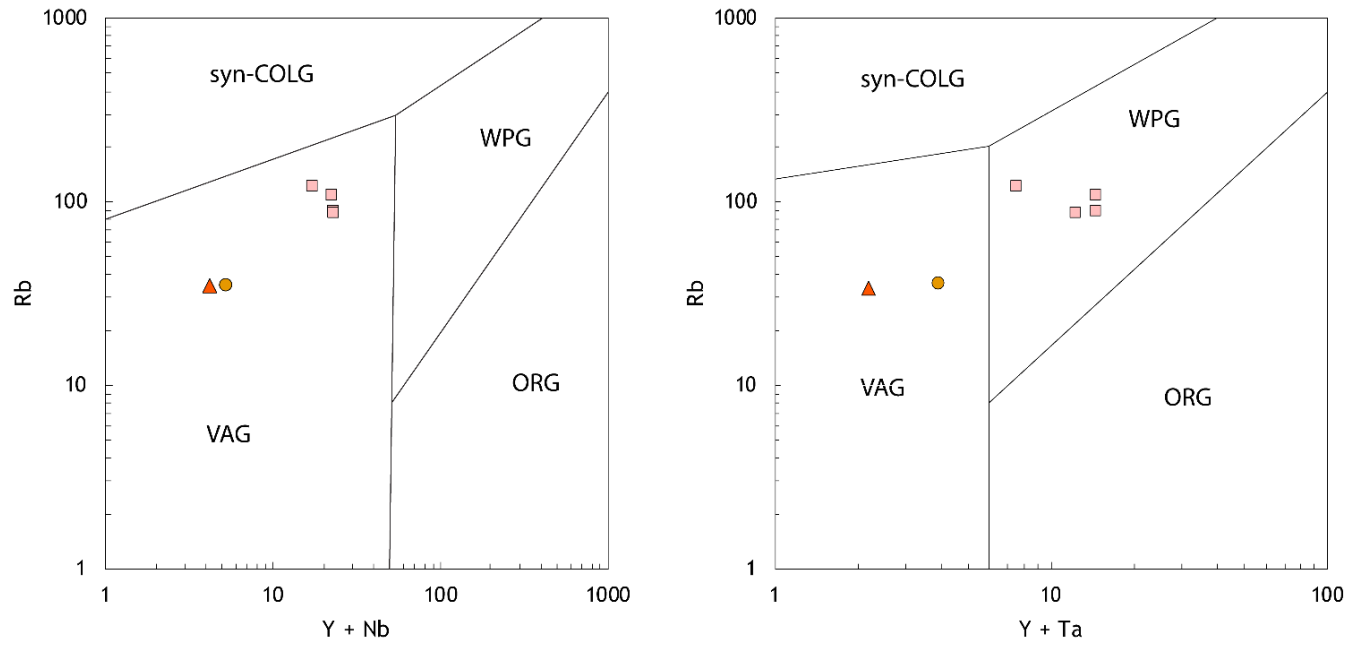 1000
100
10
1
Rb
syn-COLG
WPG
VAG
ORG
1 10 100 1000
Y + Nb
1000
100
10
1
Rb
syn-COLG
WPG
VAG
ORG
1 10 100
Y + Ta